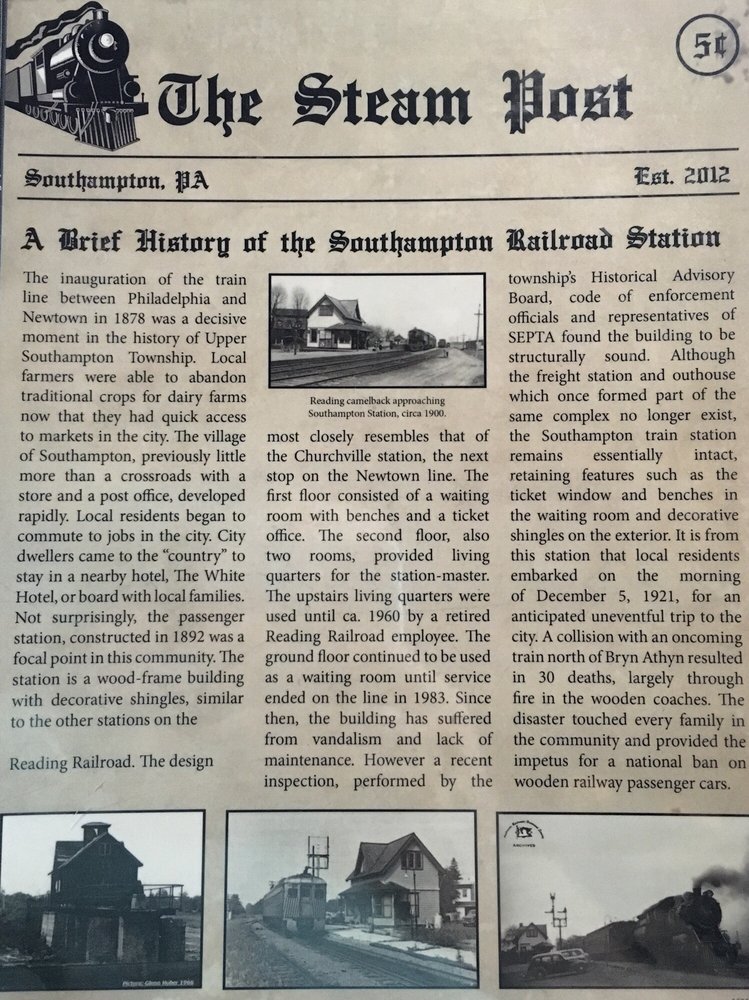 5¢
The Steam Post
Southampton, PA
Est. 2012
A Brief History of the Southampton Railroad Station
The inauguration of the train
line between Philadelphia and
Newtown in 1878 was a decisive
moment in the history of Upper
Southampton Township. Local
farmers were able to abandon
traditional crops for dairy farms
now that they had quick access
to markets in the city. The village
of Southampton, previously little
more than a crossroads with a
store and a post office, developed
rapidly. Local residents began to
commute to jobs in the city. City
dwellers came to the “country” to
stay in a nearby hotel, The White
Hotel, or board with local families.
Not surprisingly, the passenger
station, constructed in 1892 was a
focal point in this community. The
station is a wood-frame building
with decorative shingles, similar
to the other stations on the
Reading Railroad. The design
Reading camelback approaching
Southampton Station, circa 1900.
most closely resembles that of
the Churchville station, the next
stop on the Newtown line. The
first floor consisted of a waiting
room with benches and a ticket
office. The second floor, also
two rooms, provided living
quarters for the station-master.
The upstairs living quarters were
used until ca. 1960 by a retired
Reading Railroad employee. The
ground floor continued to be used
as a waiting room until service
ended on the line in 1983. Since
then, the building has suffered
from vandalism and lack of
maintenance. However a recent
inspection, performed by the
township’s Historical Advisory
Board, code of enforcement
officials and representatives of
SEPTA found the building to be
structurally sound. Although
the freight station and outhouse
which once formed part of the
same complex no longer exist,
the Southampton train station
remains essentially intact,
retaining features such as the
ticket window and benches in
the waiting room and decorative
shingles on the exterior. It is from
this station that local residents
embarked on the morning
of December 5, 1921, for an
anticipated uneventful trip to the
city. A collision with an oncoming
train north of Bryn Athyn resulted
in 30 deaths, largely through
fire in the wooden coaches. The
disaster touched every family in
the community and provided the
impetus for a national ban on
wooden railway passenger cars.
Picture: Glenn Huber 1966
ARCHIVES